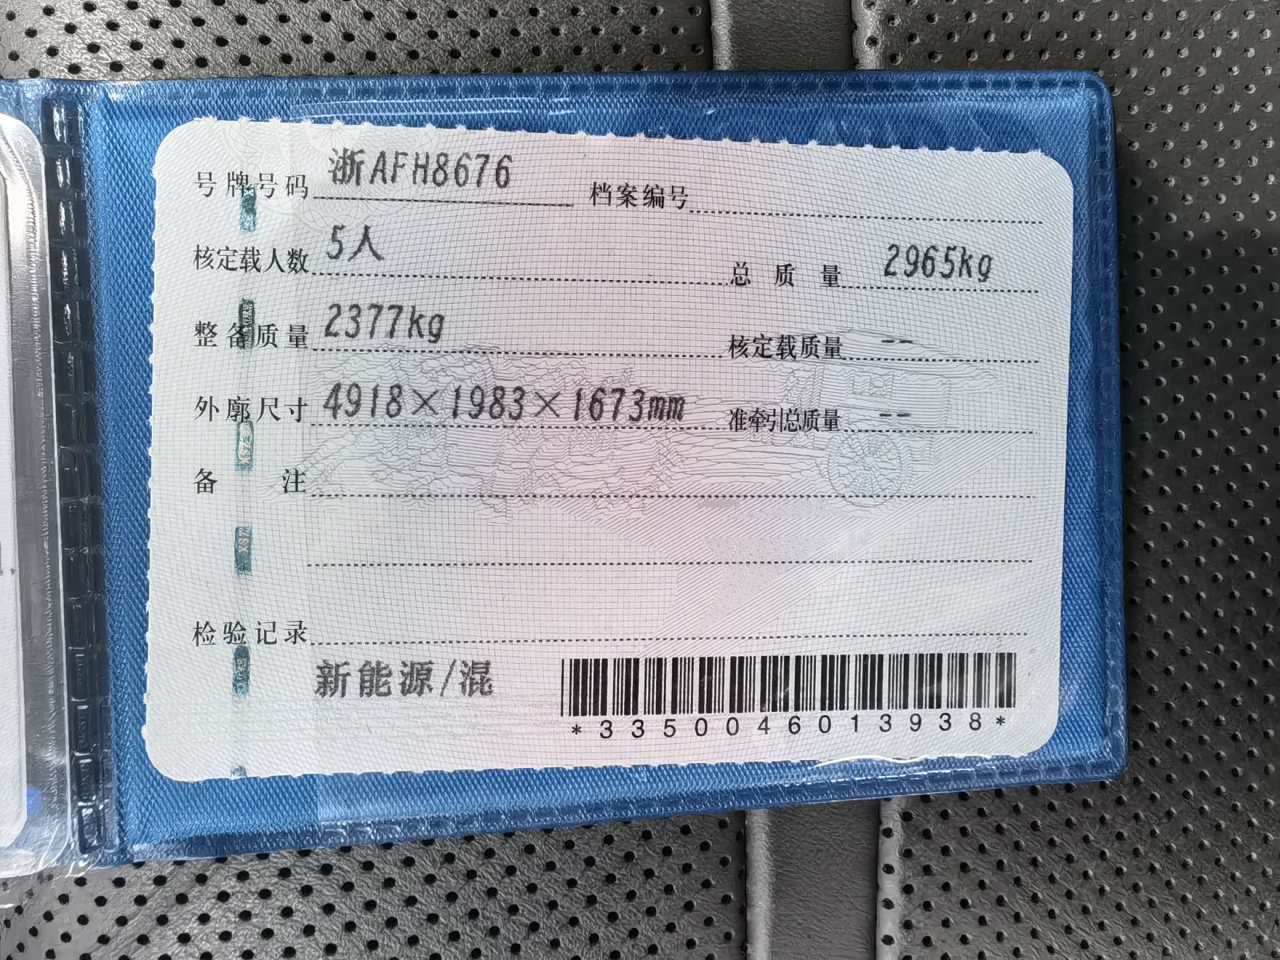 号牌号码 浙AFH8676 档案编号
核定载人数 5人 总质量 2965kg
整备质量 2377kg 核定载质量 --
外廓尺寸 4918×1983×1673mm 准牵引总质量 --
备注
检验记录
新能源/混
*3350046013938*